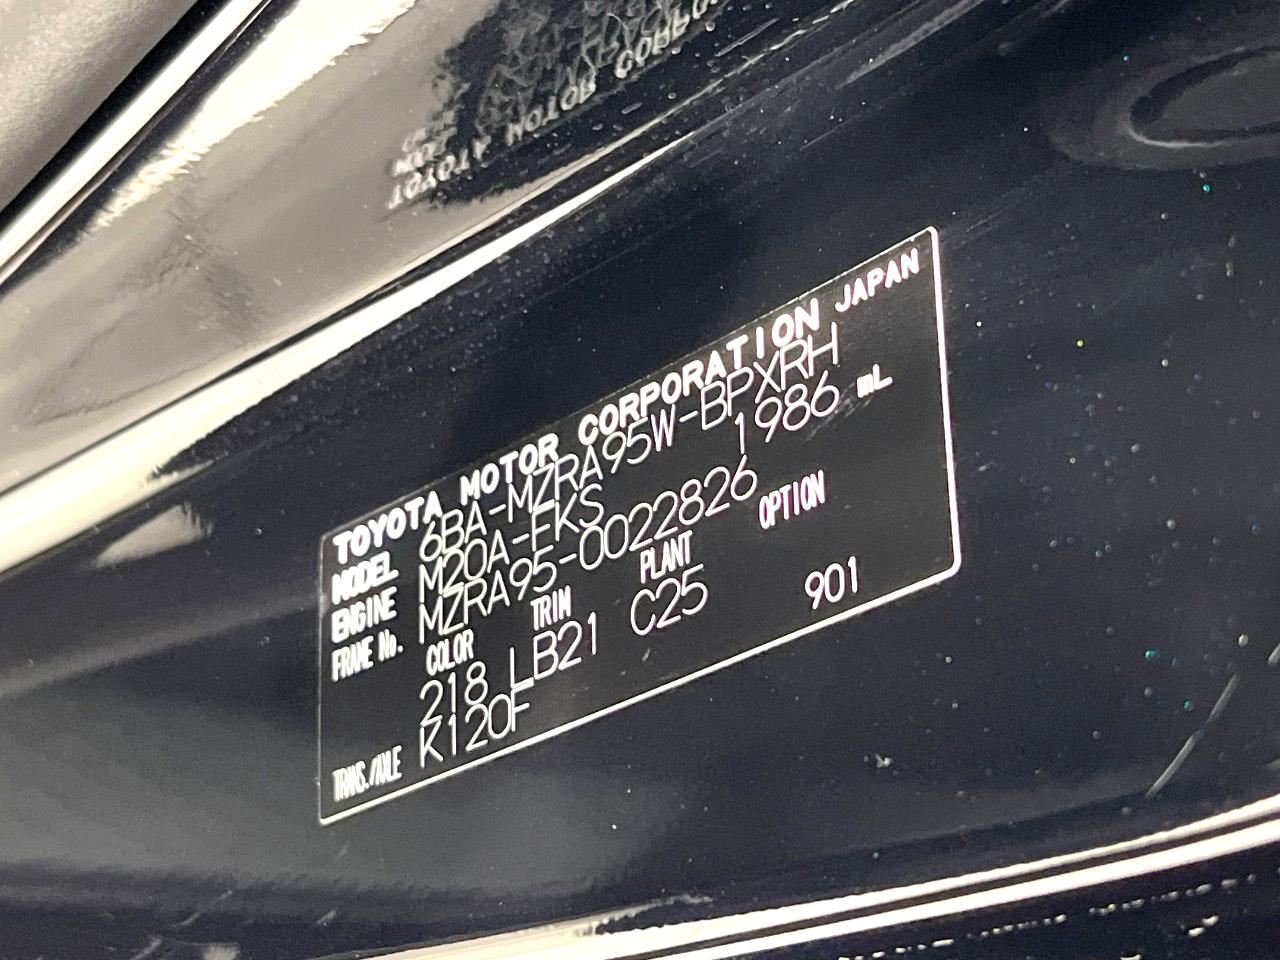 TOYOTA MOTOR CORPORATION JAPAN
MODEL 6BA-MZRA95W-BPXRH
ENGINE M20A-FKS 1986 mL
FRAME No. MZRA95-0022826
COLOR TRIM PLANT OPTION
218 LB21 C25 901
TRANS./AXLE K120F